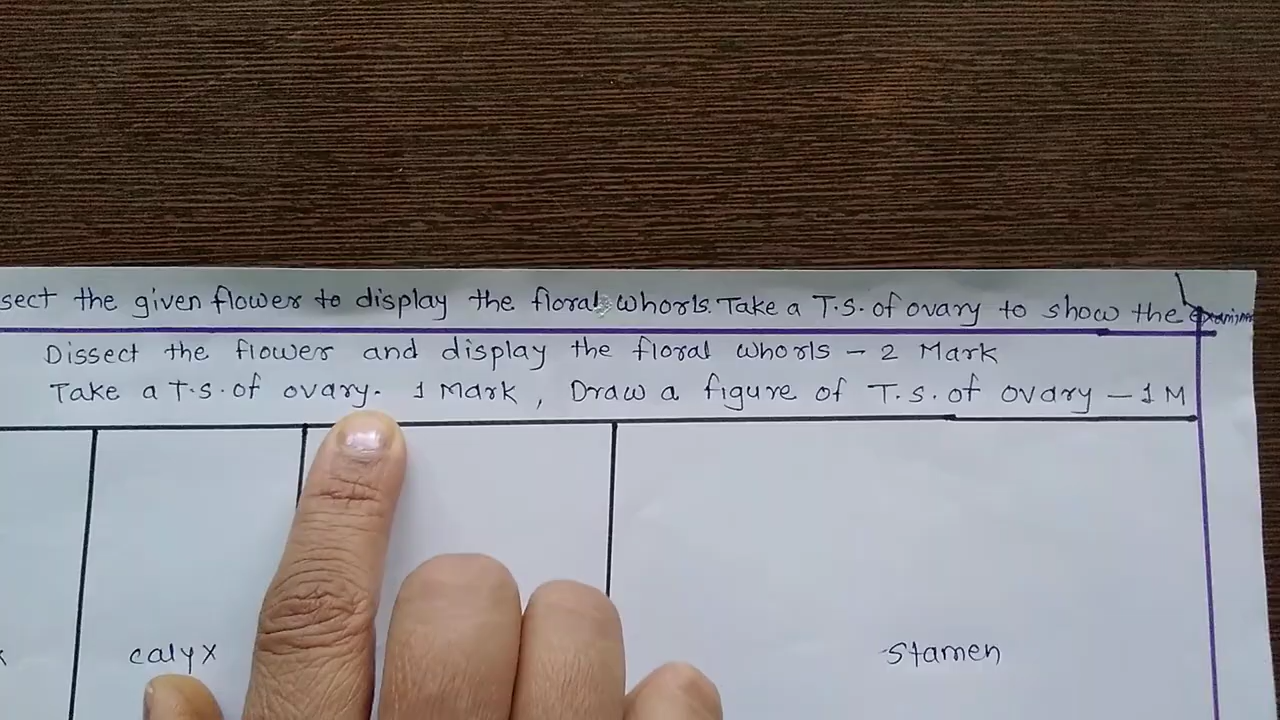 sect the given flower to display the floral whorls. Take a T.S. of ovary to show the examiner
Dissect the flower and display the floral whorls – 2 Mark
Take a T.S. of ovary. 1 Mark, Draw a figure of T.S. of ovary – 1 M
calyx
stamen